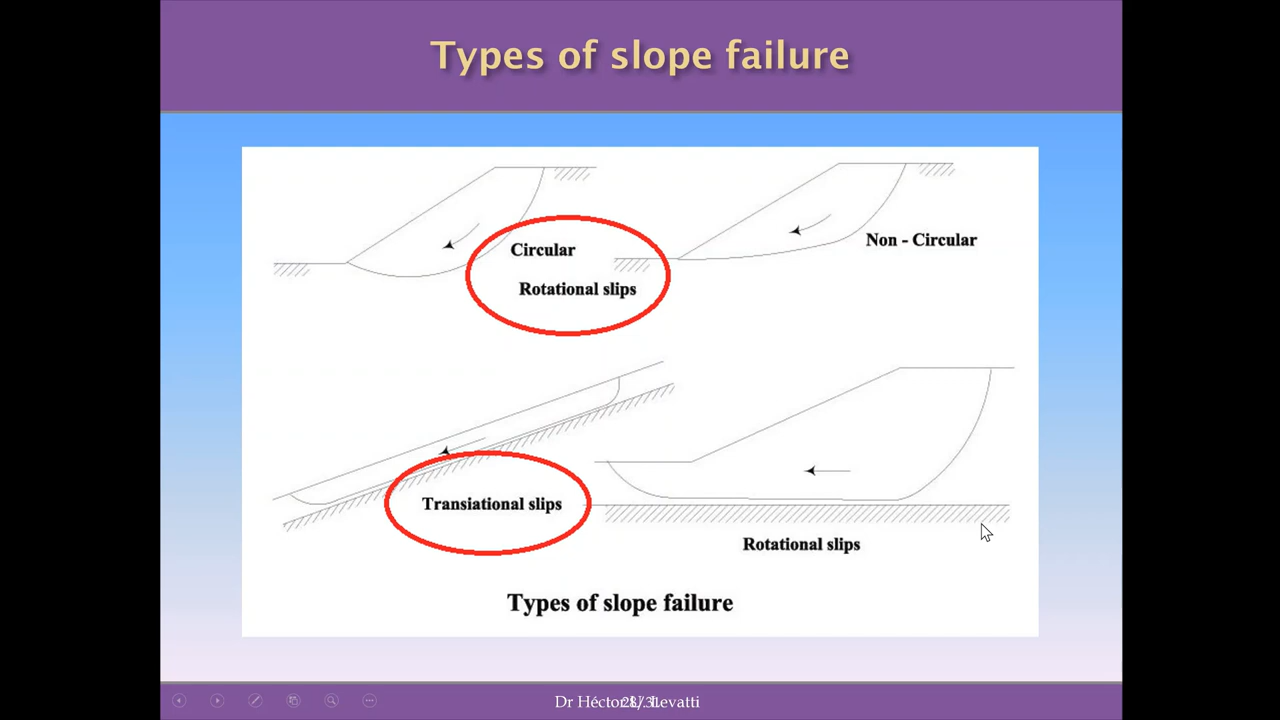 Types of slope failure
Circular
Rotational slips
Non - Circular
Transiational slips
Rotational slips
Types of slope failure
Dr Héctor Levatti